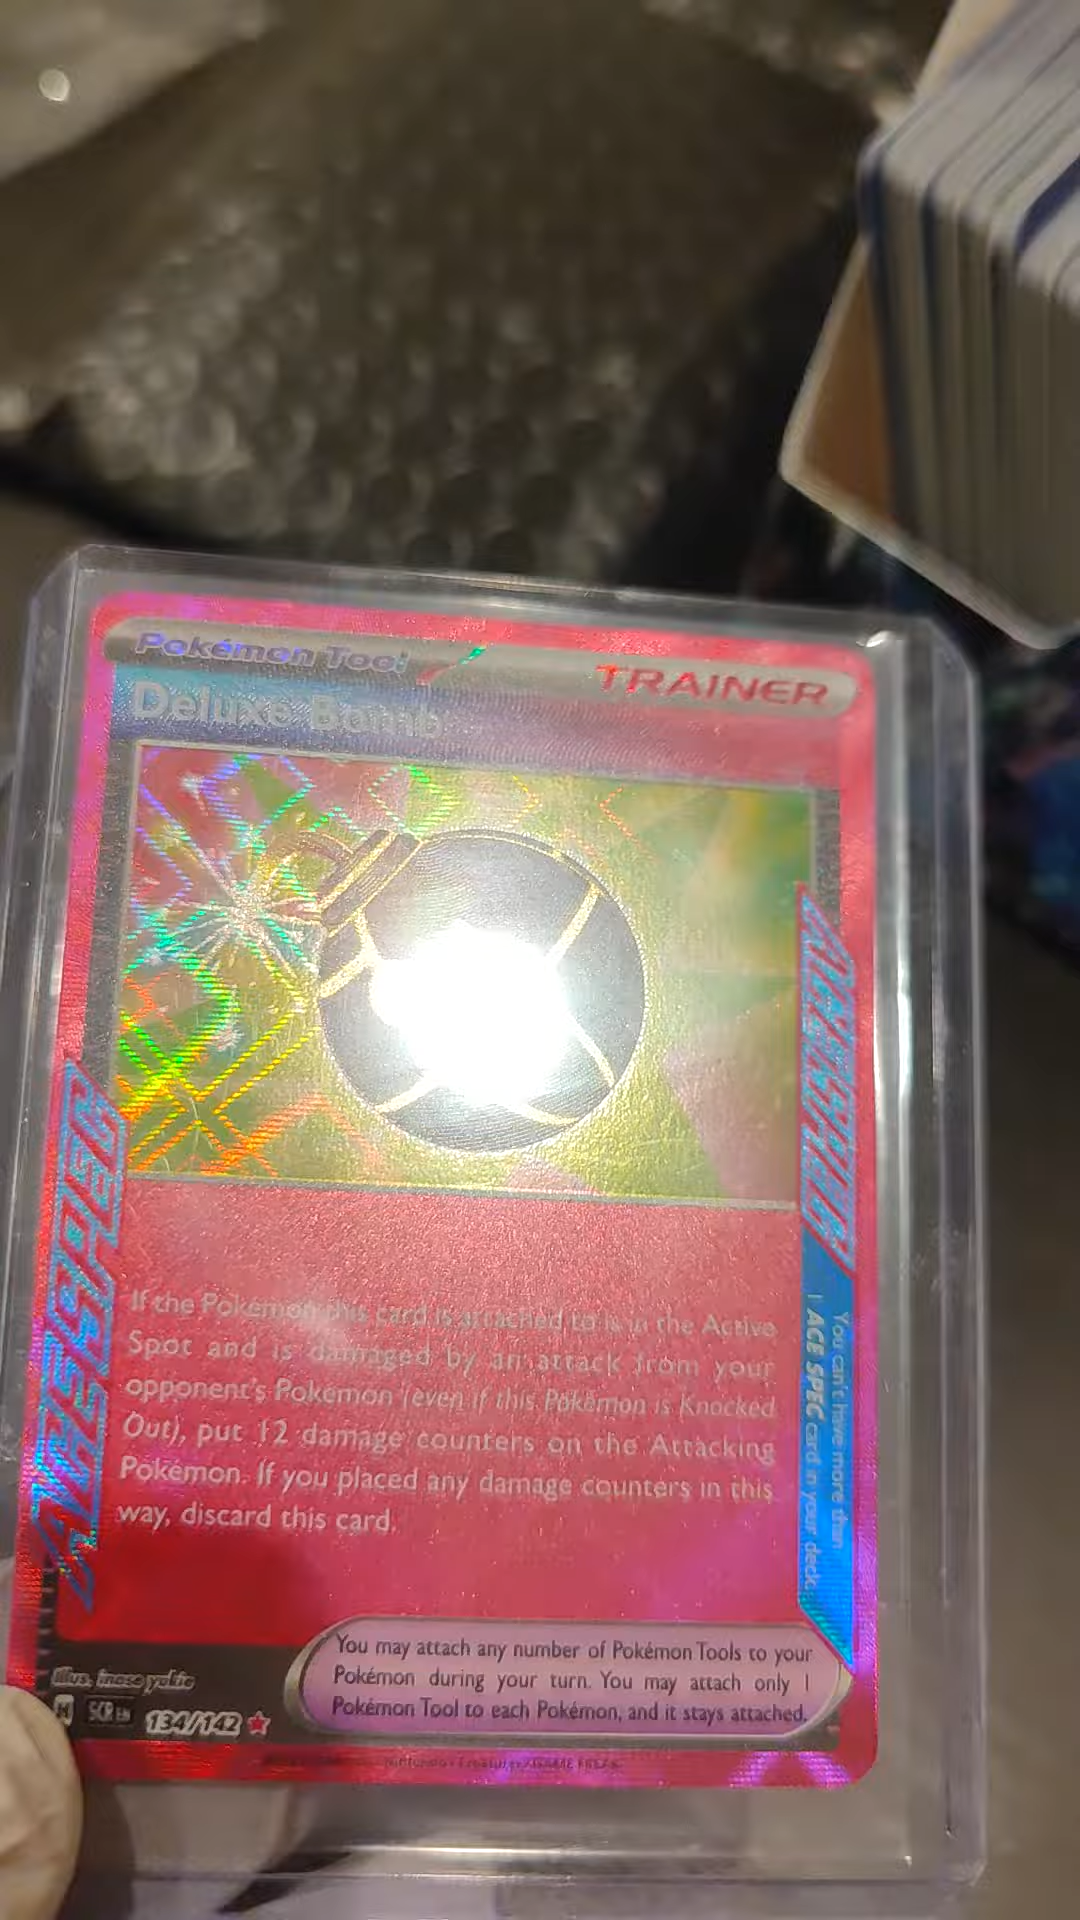 Pokémon Tool
TRAINER
Deluxe Bomb
ACE SPEC
ACE SPEC
If the Pokémon this card is attached to is in the Active
Spot and is damaged by an attack from your
opponent's Pokémon (even if this Pokémon is Knocked
Out), put 12 damage counters on the Attacking
Pokémon. If you placed any damage counters in this
way, discard this card.
You can't have more than
1 ACE SPEC card in your deck.
You may attach any number of Pokémon Tools to your
Pokémon during your turn. You may attach only 1
Pokémon Tool to each Pokémon, and it stays attached.
Illus. inose yukie
H SCR EN 134/142
Nintendo/Creatures/GAME FREAK